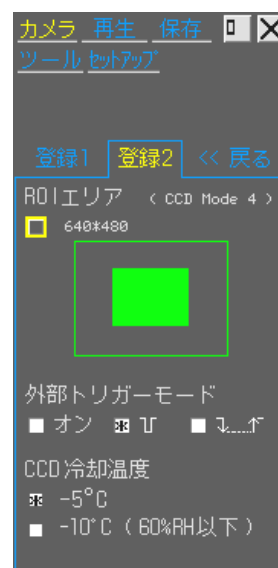 カメラ 再生 保存
ツール セットアップ
登録1 登録2 << 戻る
ROIエリア ( CCD Mode 4 )
640*480
外部トリガーモード
オン
CCD冷却温度
-5°C
-10°C ( 60%RH以下 )